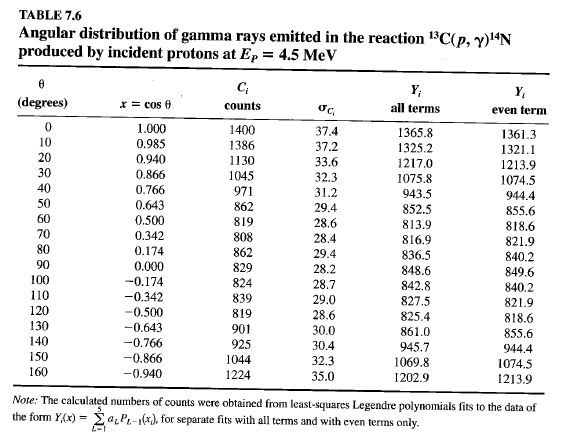 TABLE 7.6
Angular distribution of gamma rays emitted in the reaction ¹³C(p, γ)¹⁴N
produced by incident protons at E_P = 4.5 MeV
θ C_i Y_i Y_i
(degrees) x = cos θ counts σ_{C_i} all terms even term
0 1.000 1400 37.4 1365.8 1361.3
10 0.985 1386 37.2 1325.2 1321.1
20 0.940 1130 33.6 1217.0 1213.9
30 0.866 1045 32.3 1075.8 1074.5
40 0.766 971 31.2 943.5 944.4
50 0.643 862 29.4 852.5 855.6
60 0.500 819 28.6 813.9 818.6
70 0.342 808 28.4 816.9 821.9
80 0.174 862 29.4 836.5 840.2
90 0.000 829 28.2 848.6 849.6
100 −0.174 824 28.7 842.8 840.2
110 −0.342 839 29.0 827.5 821.9
120 −0.500 819 28.6 825.4 818.6
130 −0.643 901 30.0 861.0 855.6
140 −0.766 925 30.4 945.7 944.4
150 −0.866 1044 32.3 1069.8 1074.5
160 −0.940 1224 35.0 1202.9 1213.9
Note: The calculated numbers of counts were obtained from least-squares Legendre polynomials fits to the data of
the form Y_i(x) = Σ_{L=1}^{5} a_L P_{L−1}(x_i), for separate fits with all terms and with even terms only.